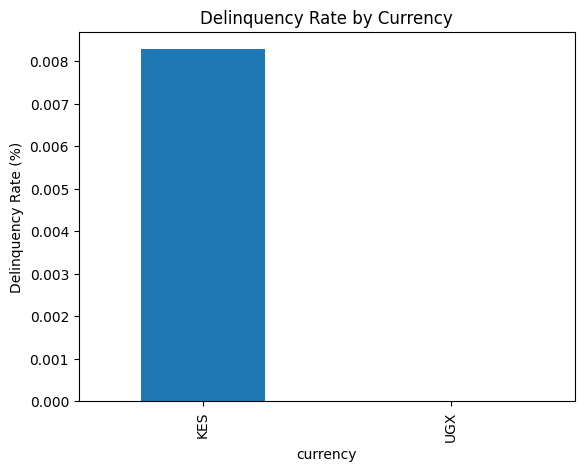 Delinquency Rate by Currency
Delinquency Rate (%)
0.008
0.007
0.006
0.005
0.004
0.003
0.002
0.001
0.000
KES
UGX
currency